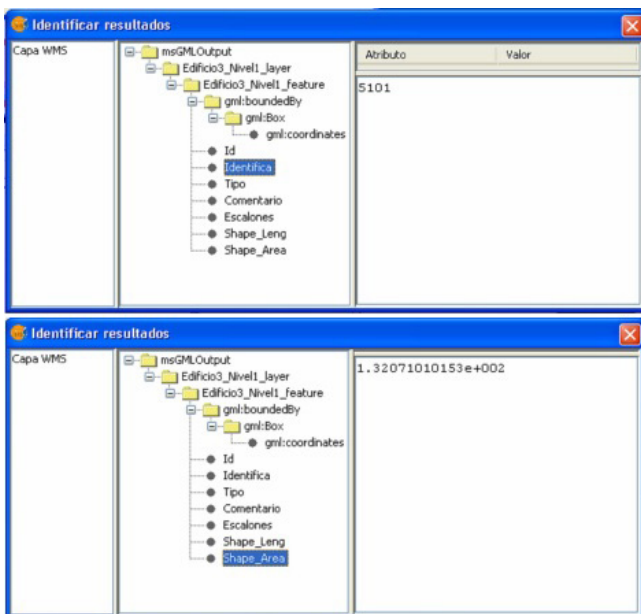 Identificar resultados
Capa WMS
msGMLOutput
Edificio3_Nivel1_layer
Edificio3_Nivel1_feature
gml:boundedBy
gml:Box
gml:coordinates
Id
Identifica
Tipo
Comentario
Escalones
Shape_Leng
Shape_Area
Atributo Valor
5101
Identificar resultados
Capa WMS
msGMLOutput
Edificio3_Nivel1_layer
Edificio3_Nivel1_feature
gml:boundedBy
gml:Box
gml:coordinates
Id
Identifica
Tipo
Comentario
Escalones
Shape_Leng
Shape_Area
1.32071010153e+002